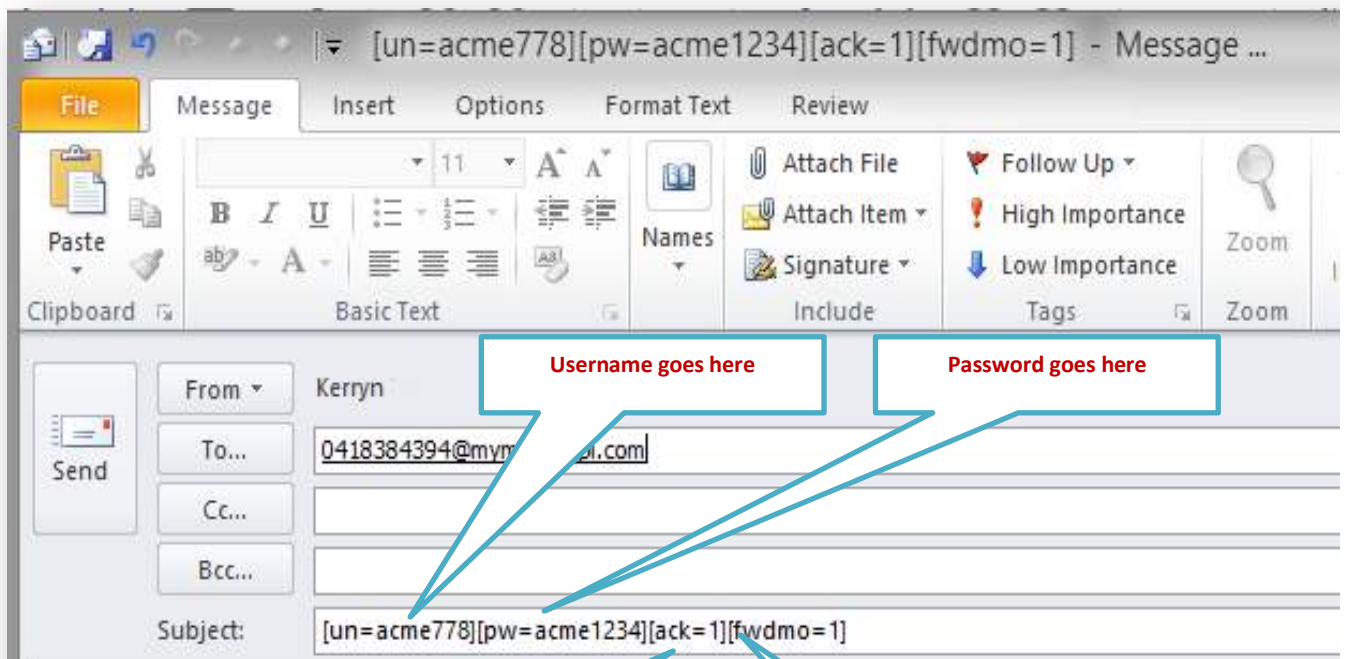 [un=acme778][pw=acme1234][ack=1][fwdmo=1] - Message ...
File Message Insert Options Format Text Review
Paste
11
B I U
Names
Attach File
Attach Item
Signature
Follow Up
High Importance
Low Importance
Zoom
Clipboard Basic Text Include Tags Zoom
Username goes here
Password goes here
Send
From Kerryn
To... 0418384394@mym
.com
Cc...
Bcc...
Subject: [un=acme778][pw=acme1234][ack=1][fwdmo=1]